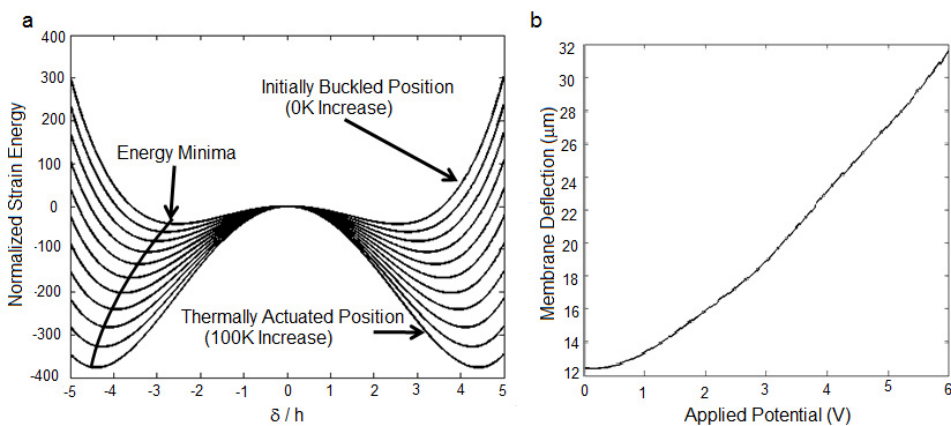 a
400
300
200
100
0
-100
-200
-300
-400
Normalized Strain Energy
Initially Buckled Position
(0K Increase)
Energy Minima
Thermally Actuated Position
(100K Increase)
-5 -4 -3 -2 -1 0 1 2 3 4 5
δ / h
b
32
28
24
22
20
18
16
14
12
Membrane Deflection (μm)
0 1 2 3 4 5 6
Applied Potential (V)